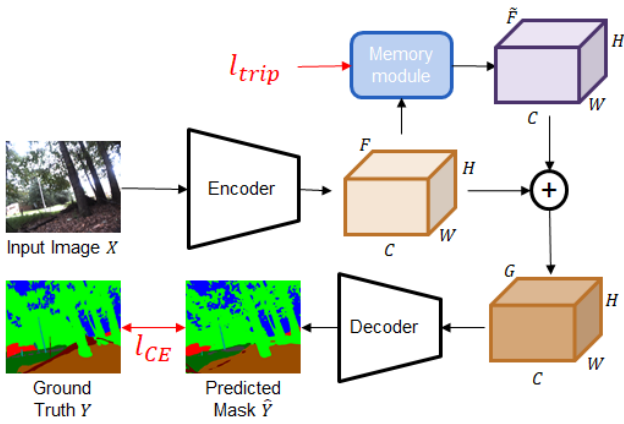 F̃
H
W
C
Memory
module
l_trip
F
H
W
C
Encoder
Input Image X
+
G
H
W
C
Decoder
l_CE
Ground
Truth Y
Predicted
Mask Ŷ